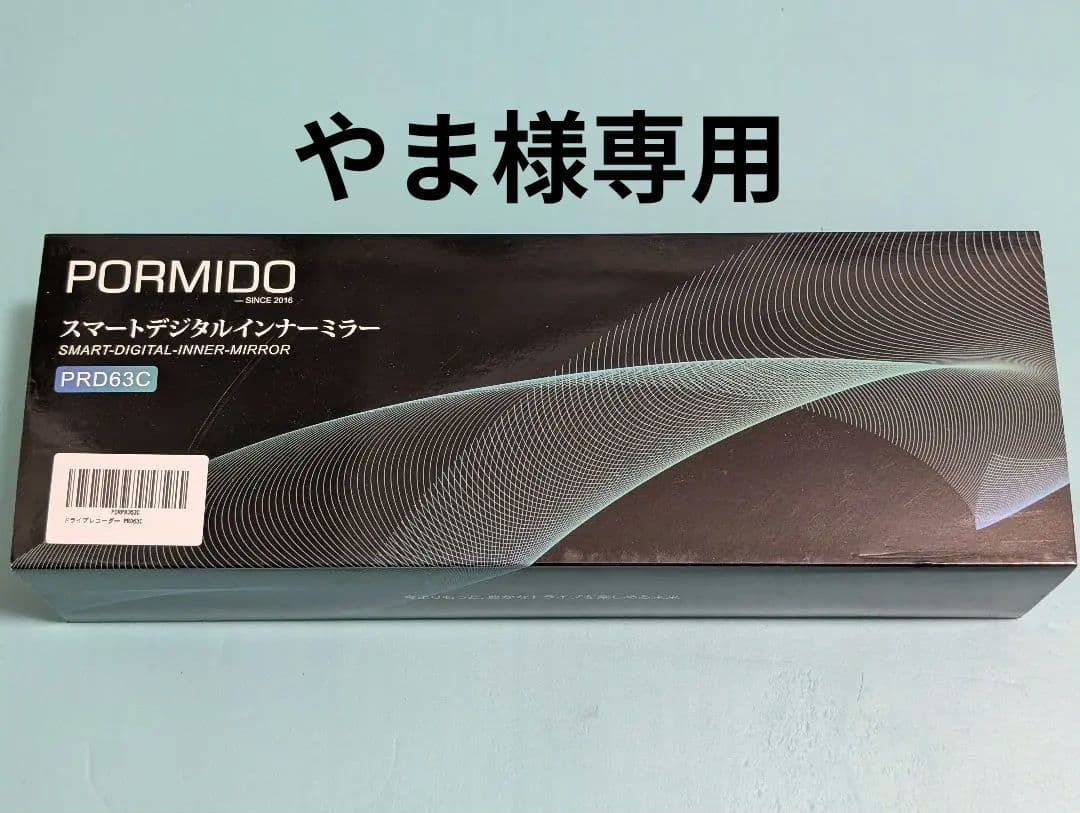 やま様専用
PORMIDO
— SINCE 2016
スマートデジタルインナーミラー
SMART-DIGITAL-INNER-MIRROR
PRD63C
PORPRD63C
ドライブレコーダー PRD63C